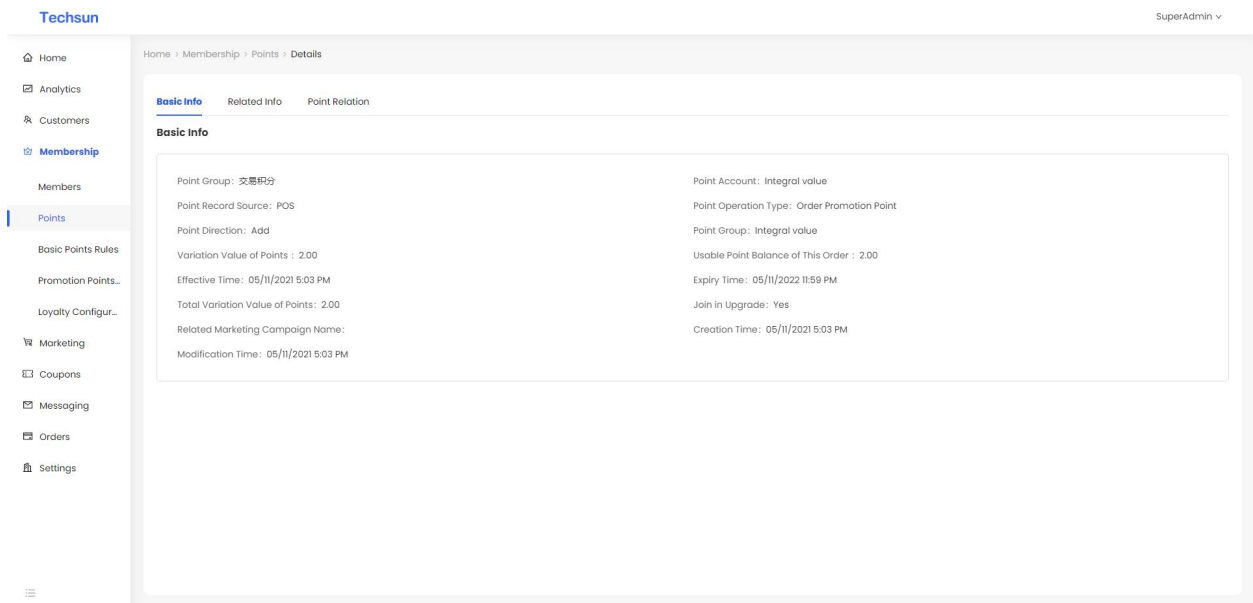 Techsun
SuperAdmin
Home
Analytics
Customers
Membership
Members
Points
Basic Points Rules
Promotion Points...
Loyalty Configur...
Marketing
Coupons
Messaging
Orders
Settings
Home > Membership > Points > Details
Basic Info Related Info Point Relation
Basic Info
Point Group: 交易积分
Point Account: Integral value
Point Record Source: POS
Point Operation Type: Order Promotion Point
Point Direction: Add
Point Group: Integral value
Variation Value of Points : 2.00
Usable Point Balance of This Order : 2.00
Effective Time: 05/11/2021 5:03 PM
Expiry Time: 05/11/2022 11:59 PM
Total Variation Value of Points: 2.00
Join in Upgrade: Yes
Related Marketing Campaign Name:
Creation Time: 05/11/2021 5:03 PM
Modification Time: 05/11/2021 5:03 PM